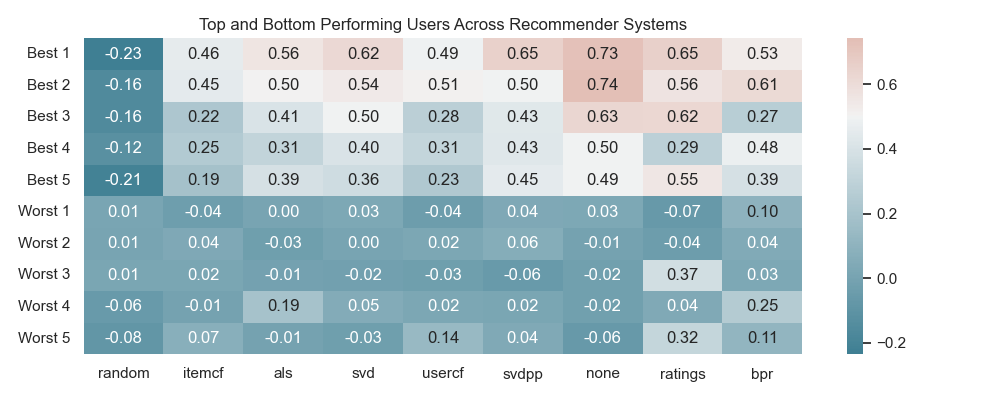 Top and Bottom Performing Users Across Recommender Systems
Best 1 -0.23 0.46 0.56 0.62 0.49 0.65 0.73 0.65 0.53
Best 2 -0.16 0.45 0.50 0.54 0.51 0.50 0.74 0.56 0.61
Best 3 -0.16 0.22 0.41 0.50 0.28 0.43 0.63 0.62 0.27
Best 4 -0.12 0.25 0.31 0.40 0.31 0.43 0.50 0.29 0.48
Best 5 -0.21 0.19 0.39 0.36 0.23 0.45 0.49 0.55 0.39
Worst 1 0.01 -0.04 0.00 0.03 -0.04 0.04 0.03 -0.07 0.10
Worst 2 0.01 0.04 -0.03 0.00 0.02 0.06 -0.01 -0.04 0.04
Worst 3 0.01 0.02 -0.01 -0.02 -0.03 -0.06 -0.02 0.37 0.03
Worst 4 -0.06 -0.01 0.19 0.05 0.02 0.02 -0.02 0.04 0.25
Worst 5 -0.08 0.07 -0.01 -0.03 0.14 0.04 -0.06 0.32 0.11
random itemcf als svd usercf svdpp none ratings bpr
0.6
0.4
0.2
0.0
−0.2